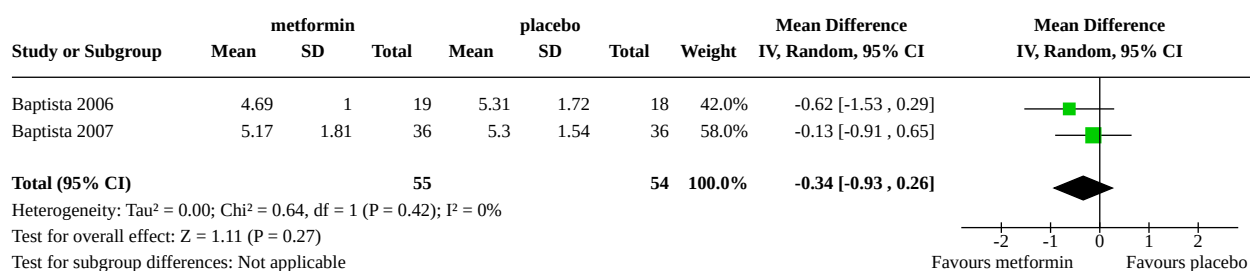 metformin placebo Mean Difference Mean Difference
Study or Subgroup Mean SD Total Mean SD Total Weight IV, Random, 95% CI IV, Random, 95% CI
Baptista 2006 4.69 1 19 5.31 1.72 18 42.0% -0.62 [-1.53 , 0.29]
Baptista 2007 5.17 1.81 36 5.3 1.54 36 58.0% -0.13 [-0.91 , 0.65]
Total (95% CI) 55 54 100.0% -0.34 [-0.93 , 0.26]
Heterogeneity: Tau² = 0.00; Chi² = 0.64, df = 1 (P = 0.42); I² = 0%
Test for overall effect: Z = 1.11 (P = 0.27)
-2 -1 0 1 2
Test for subgroup differences: Not applicable Favours metformin Favours placebo